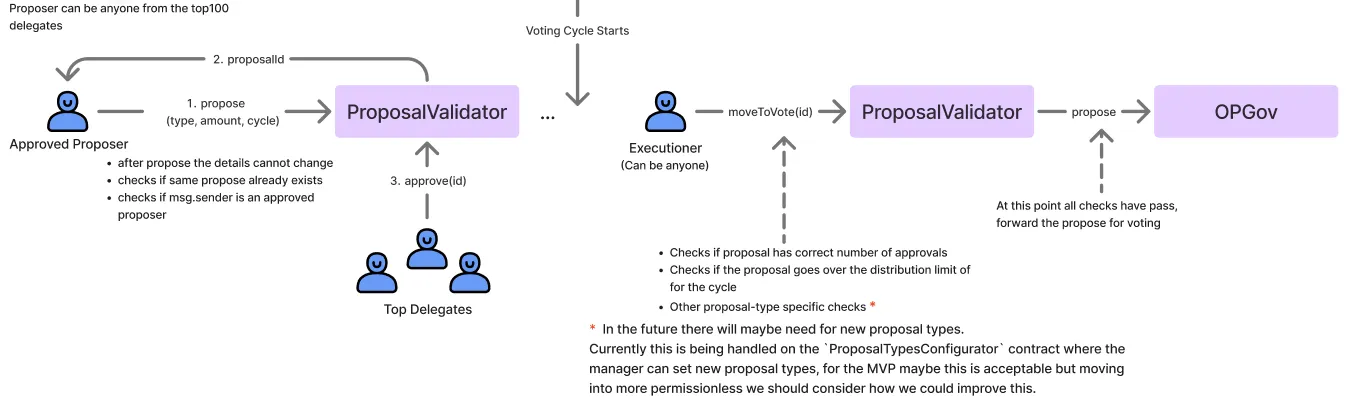 Proposer can be anyone from the top100
delegates
Voting Cycle Starts
2. proposalId
1. propose
(type, amount, cycle)
ProposalValidator
...
Approved Proposer
• after propose the details cannot change
• checks if same propose already exists
• checks if msg.sender is an approved
proposer
3. approve(id)
Top Delegates
Executioner
(Can be anyone)
moveToVote(id)
ProposalValidator
propose
OPGov
At this point all checks have pass,
forward the propose for voting
• Checks if proposal has correct number of approvals
• Checks if the proposal goes over the distribution limit of
for the cycle
• Other proposal-type specific checks *
* In the future there will maybe need for new proposal types.
Currently this is being handled on the `ProposalTypesConfigurator` contract where the
manager can set new proposal types, for the MVP maybe this is acceptable but moving
into more permissionless we should consider how we could improve this.